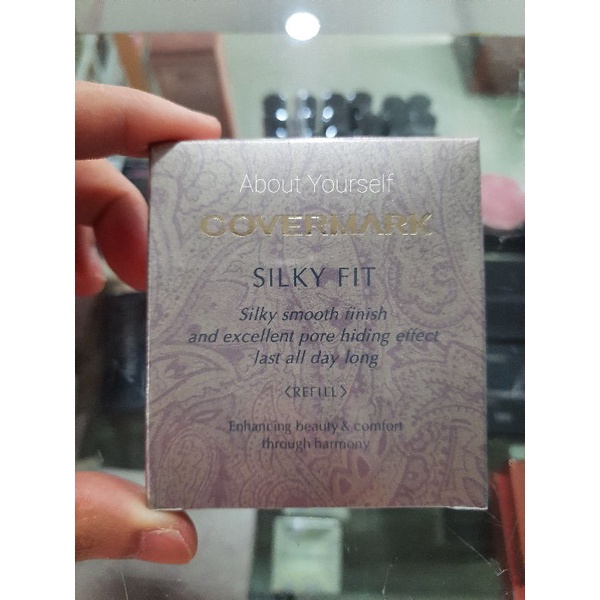 About Yourself
COVERMARK
SILKY FIT
Silky smooth finish
and excellent pore hiding effect
last all day long
<REFILL>
Enhancing beauty & comfort
through harmony